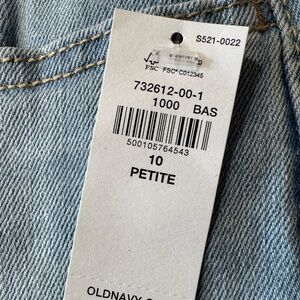 S521-0022
FSC
FSC® C012345
732612-00-1
1000 BAS
500105764543
10
PETITE
OLDNAVY